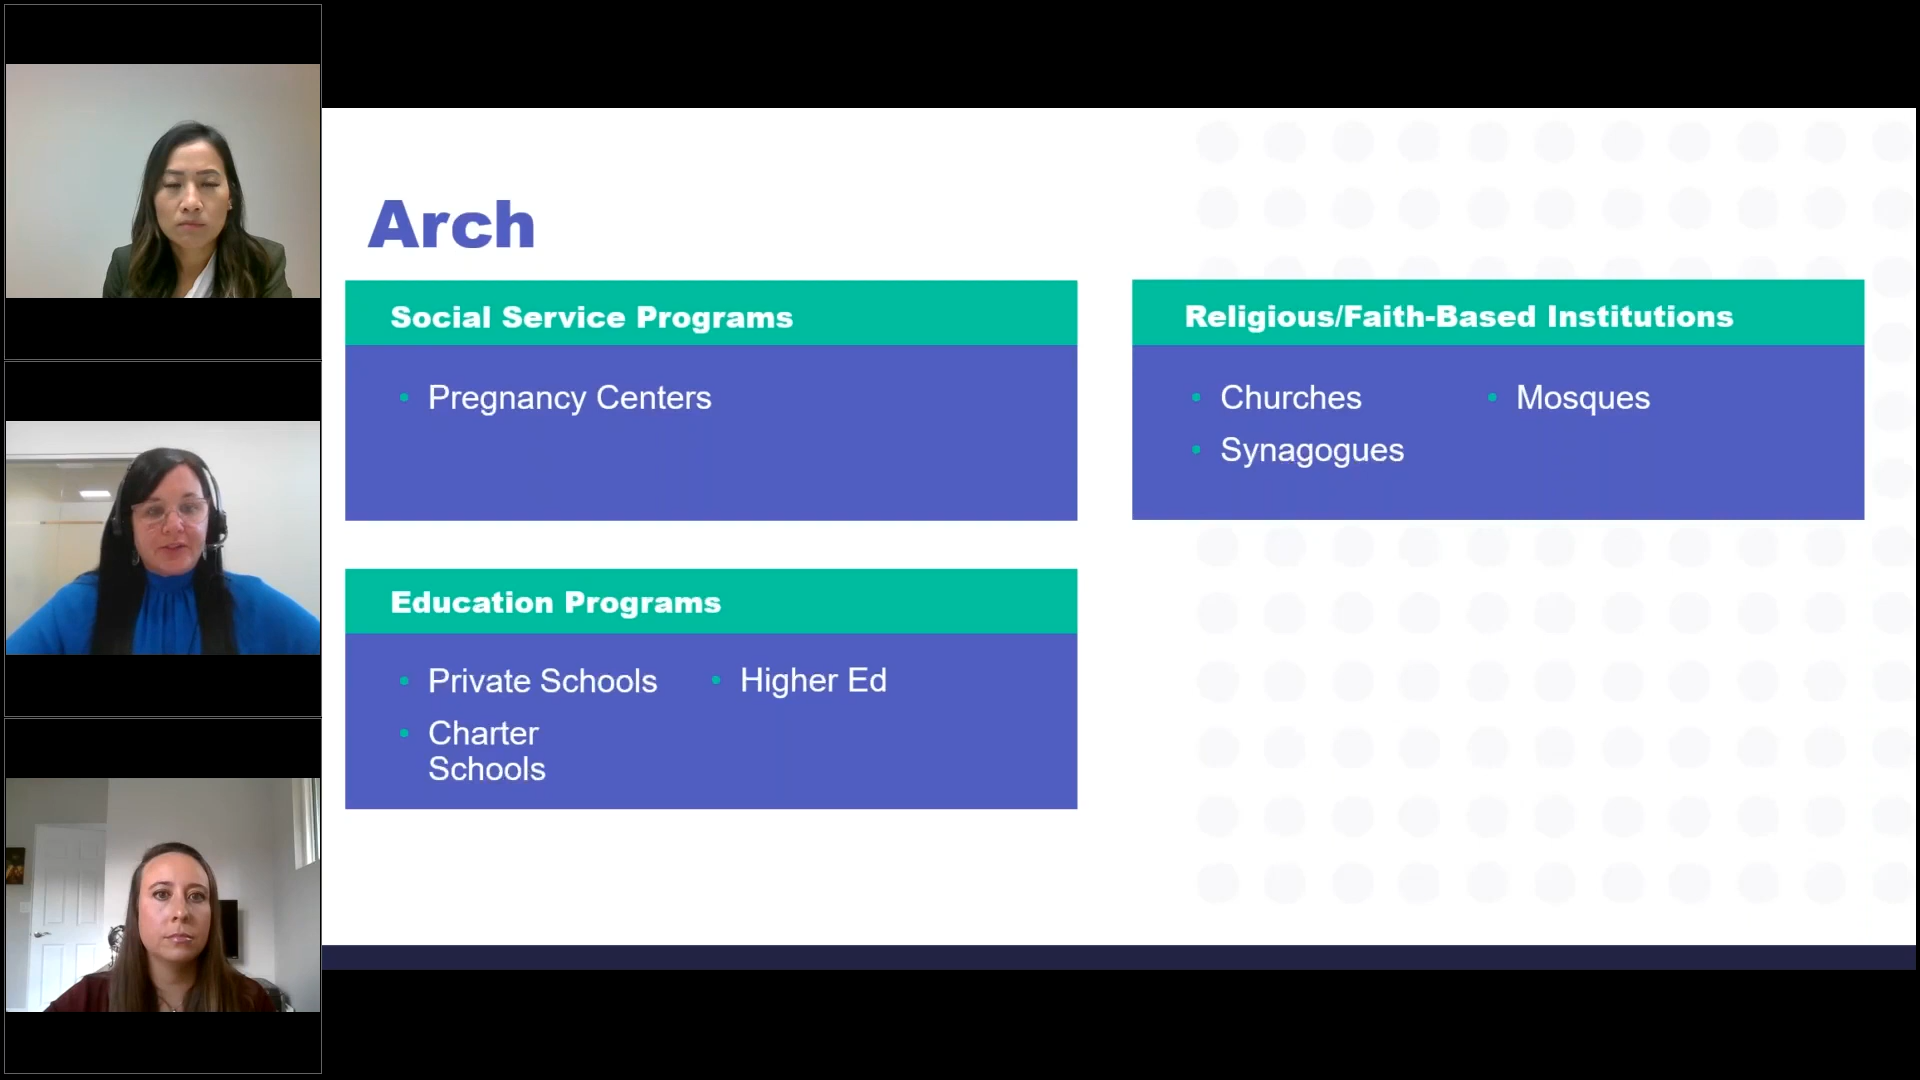 Arch
Social Service Programs
• Pregnancy Centers
Religious/Faith-Based Institutions
• Churches
• Synagogues
• Mosques
Education Programs
• Private Schools
• Charter
Schools
• Higher Ed